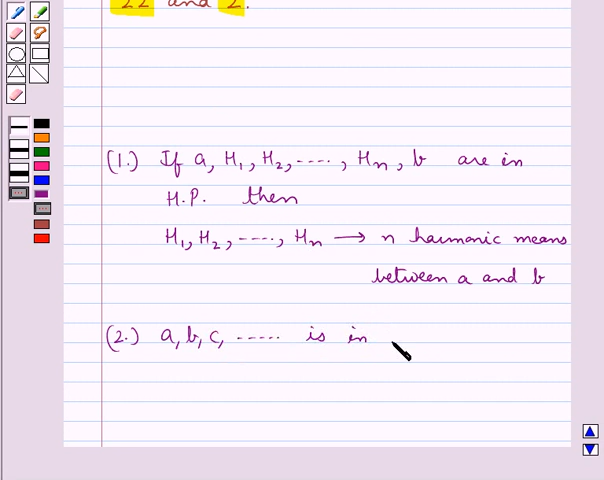 22 and 2.
(1.) If a, H₁, H₂, ....., Hn, b are in
H.P. then
H₁, H₂, ....., Hn → n harmonic means
between a and b
(2.) a, b, c, ..... is in